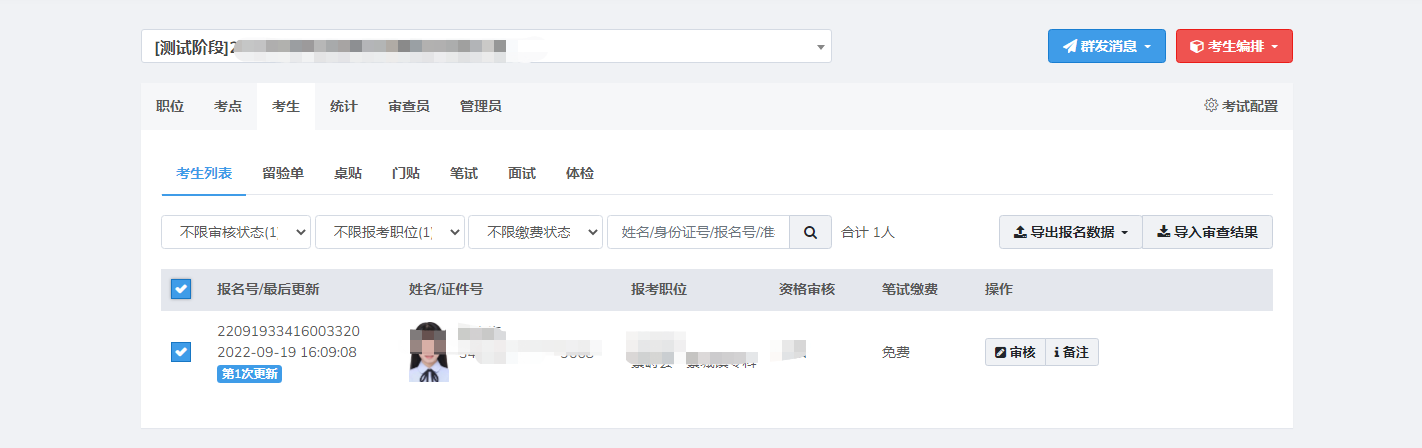 [测试阶段]2
群发消息
考生编排
职位 考点 考生 统计 审查员 管理员 考试配置
考生列表 留验单 桌贴 门贴 笔试 面试 体检
不限审核状态(1) 不限报考职位(1) 不限缴费状态 姓名/身份证号/报名号/准 合计 1人 导出报名数据 导入审查结果
报名号/最后更新 姓名/证件号 报考职位 资格审核 笔试缴费 操作
22091933416003320
2022-09-19 16:09:08 免费 审核 备注
第1次更新